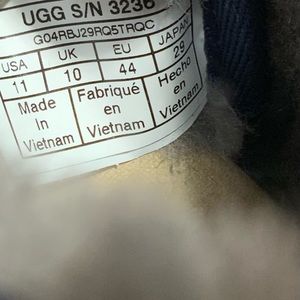 UGG S/N 3236
G04RBJ29RQ5TRQC
USA UK EU JAPAN
11 10 44 29
Made Fabriqué Hecho
In en en
Vietnam Vietnam Vietnam